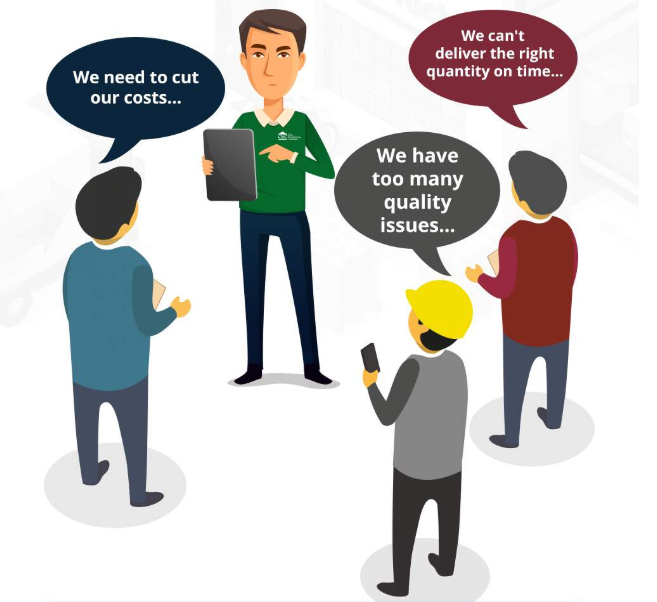 We need to cut
our costs...
We can't
deliver the right
quantity on time...
We have
too many
quality
issues...